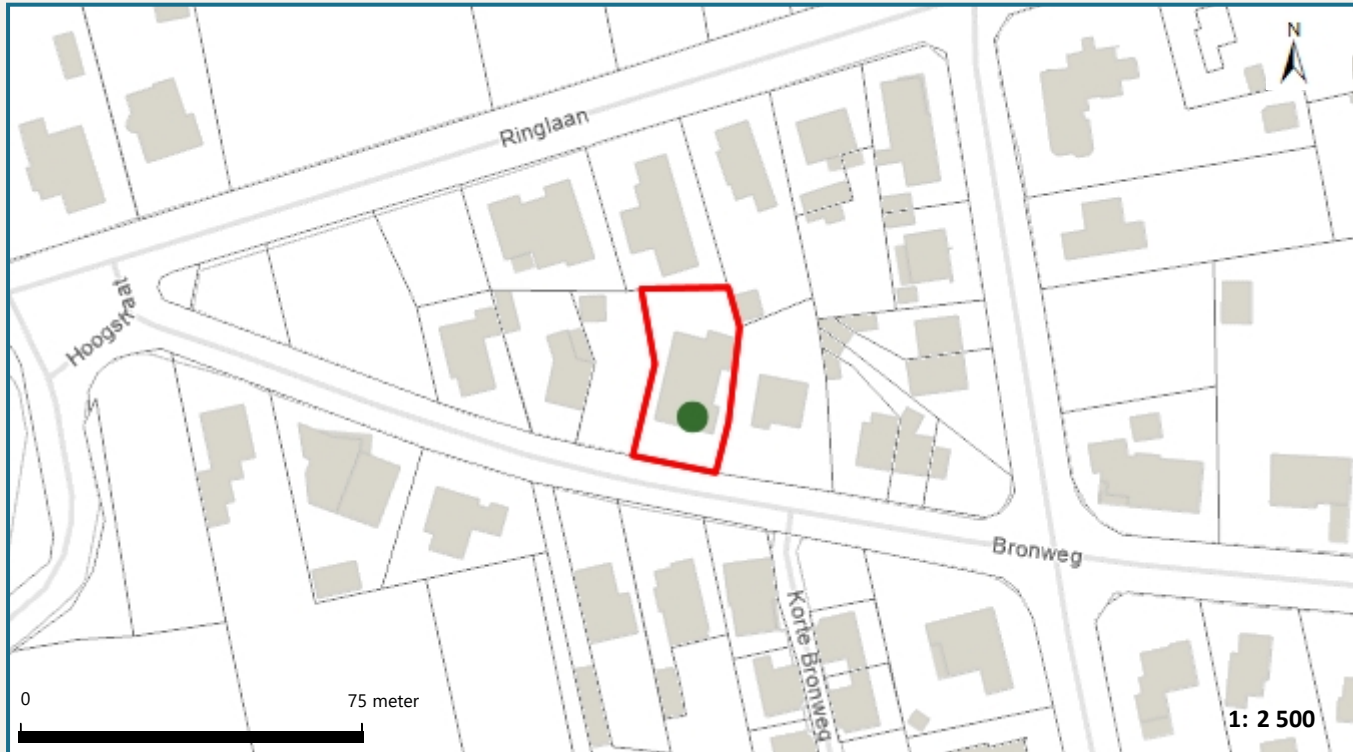 N
Ringlaan
Hoogstraat
Bronweg
Korte Bronweg
0
75 meter
1: 2 500